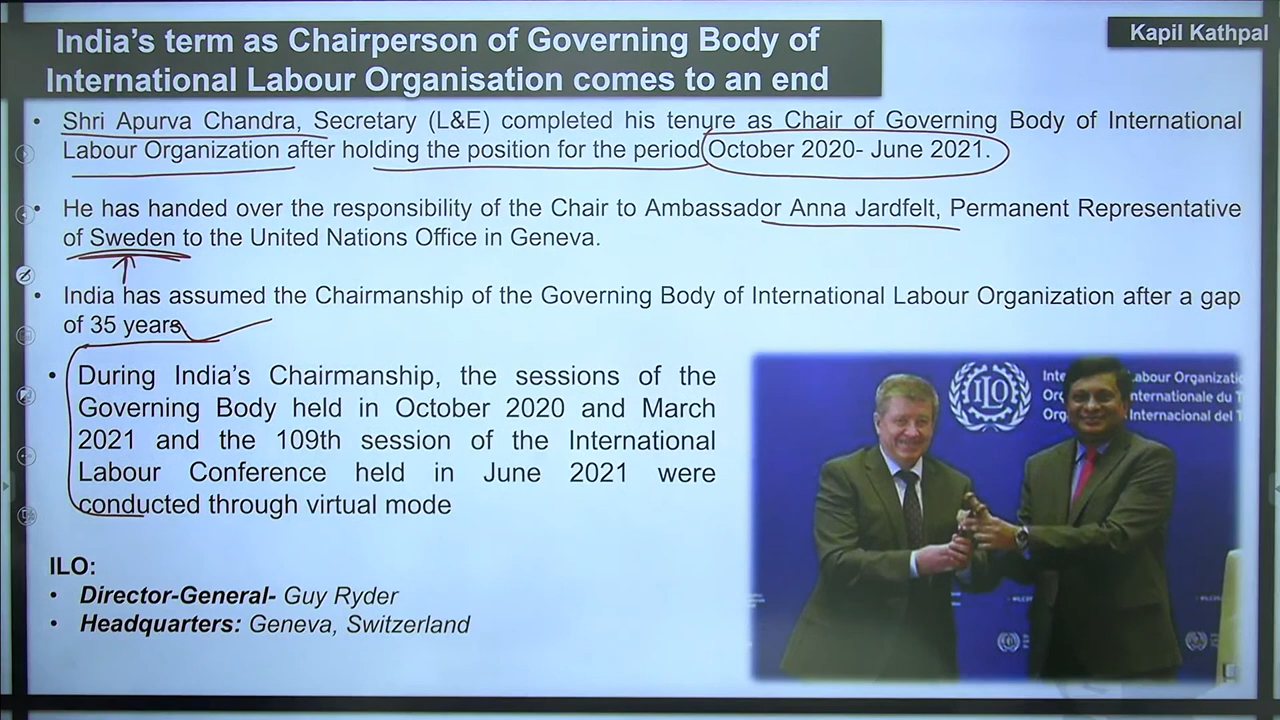 India's term as Chairperson of Governing Body of
International Labour Organisation comes to an end
Kapil Kathpal
• Shri Apurva Chandra, Secretary (L&E) completed his tenure as Chair of Governing Body of International
Labour Organization after holding the position for the period October 2020- June 2021.
• He has handed over the responsibility of the Chair to Ambassador Anna Jardfelt, Permanent Representative
of Sweden to the United Nations Office in Geneva.
• India has assumed the Chairmanship of the Governing Body of International Labour Organization after a gap
of 35 years
• During India's Chairmanship, the sessions of the
Governing Body held in October 2020 and March
2021 and the 109th session of the International
Labour Conference held in June 2021 were
conducted through virtual mode
ILO:
• Director-General- Guy Ryder
• Headquarters: Geneva, Switzerland
ILO
Labour
Internationale du
Internacional del